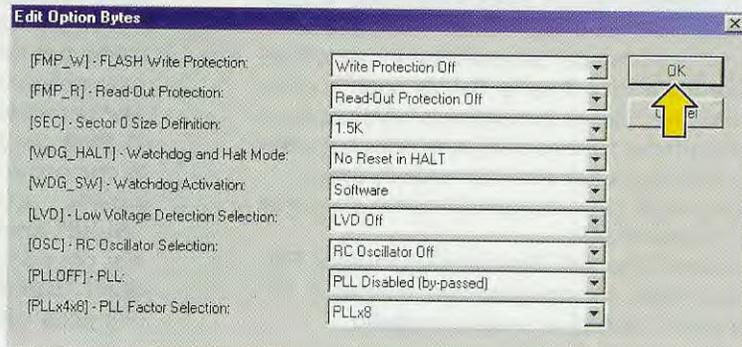 Edit Option Bytes
[FMP_W] - FLASH Write Protection: Write Protection Off OK
[FMP_R] - Read-Out Protection: Read-Out Protection Off
[SEC] - Sector 0 Size Definition: 1.5K
[WDG_HALT] - Watchdog and Halt Mode: No Reset in HALT
[WDG_SW] - Watchdog Activation: Software
[LVD] - Low Voltage Detection Selection: LVD Off
[OSC] - RC Oscillator Selection: RC Oscillator Off
[PLLOFF] - PLL: PLL Disabled (by-passed)
[PLLx4x8] - PLL Factor Selection: PLLx8